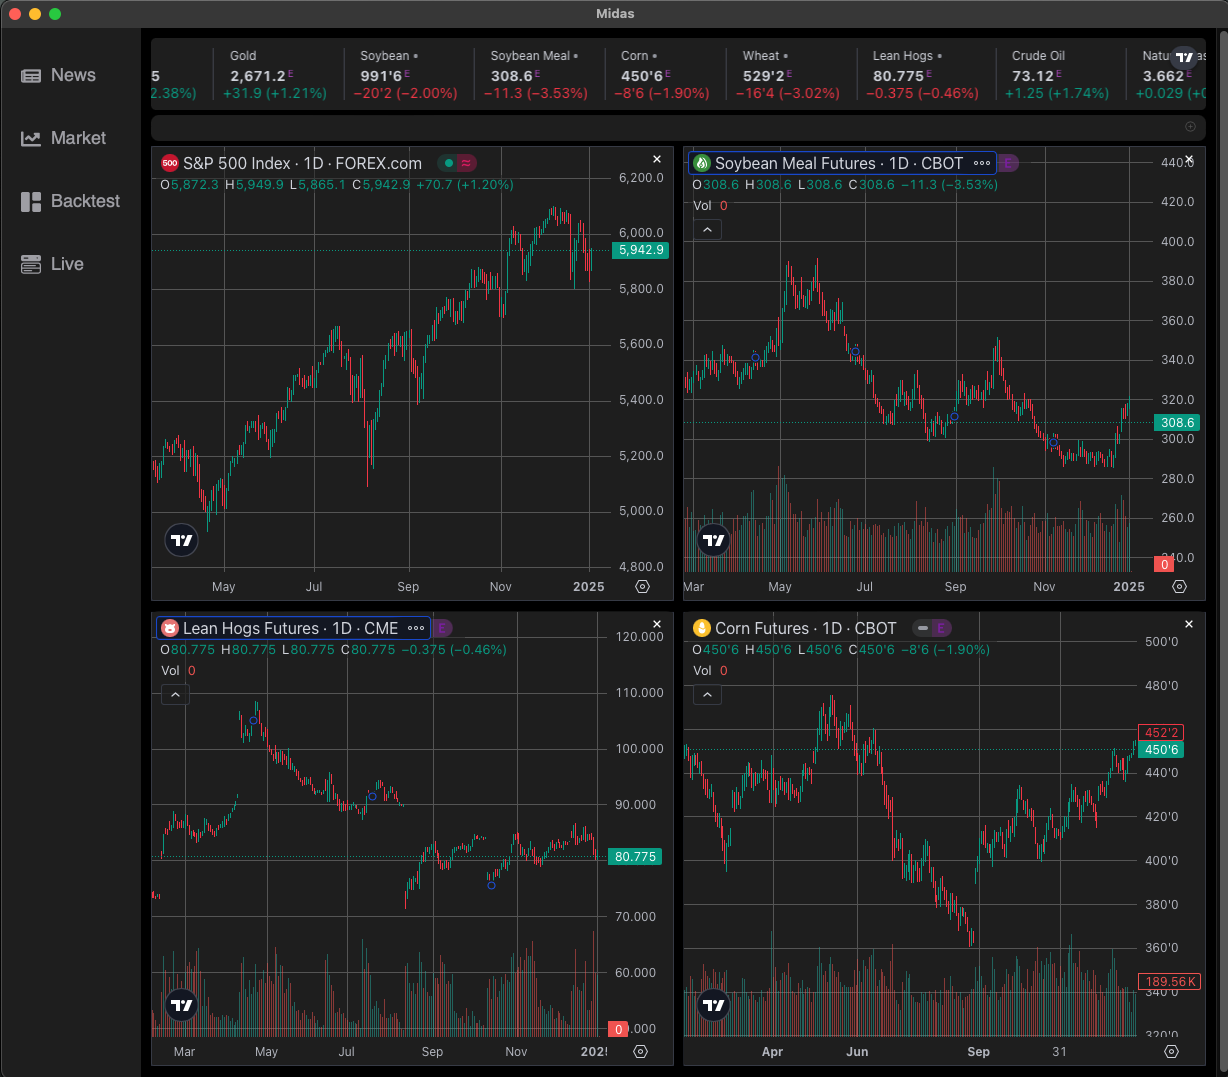 Midas
News
Market
Backtest
Live
5
2.38%)
Gold
2,671.2 E
+31.9 (+1.21%)
Soybean
991'6 E
−20'2 (−2.00%)
Soybean Meal
308.6 E
−11.3 (−3.53%)
Corn
450'6 E
−8'6 (−1.90%)
Wheat
529'2 E
−16'4 (−3.02%)
Lean Hogs
80.775 E
−0.375 (−0.46%)
Crude Oil
73.12 E
+1.25 (+1.74%)
3.662 E
+0.029
S&P 500 Index · 1D · FOREX.com
O5,872.3 H5,949.9 L5,865.1 C5,942.9 +70.7 (+1.20%)
500
6,200.0
6,000.0
5,942.9
5,800.0
5,600.0
5,400.0
5,200.0
5,000.0
4,800.0
May Jul Sep Nov 2025
Soybean Meal Futures · 1D · CBOT E
O308.6 H308.6 L308.6 C308.6 −11.3 (−3.53%)
Vol 0
440.0
420.0
400.0
380.0
360.0
340.0
320.0
308.6
300.0
280.0
260.0
0
Mar May Jul Sep Nov 2025
Lean Hogs Futures · 1D · CME E
O80.775 H80.775 L80.775 C80.775 −0.375 (−0.46%)
Vol 0
120.000
110.000
100.000
90.000
80.775
70.000
60.000
0
Mar May Jul Sep Nov
Corn Futures · 1D · CBOT E
O450'6 H450'6 L450'6 C450'6 −8'6 (−1.90%)
Vol 0
500'0
480'0
452'2
450'6
440'0
420'0
400'0
380'0
360'0
189.56K
340'0
320'0
Apr Jun Sep 31